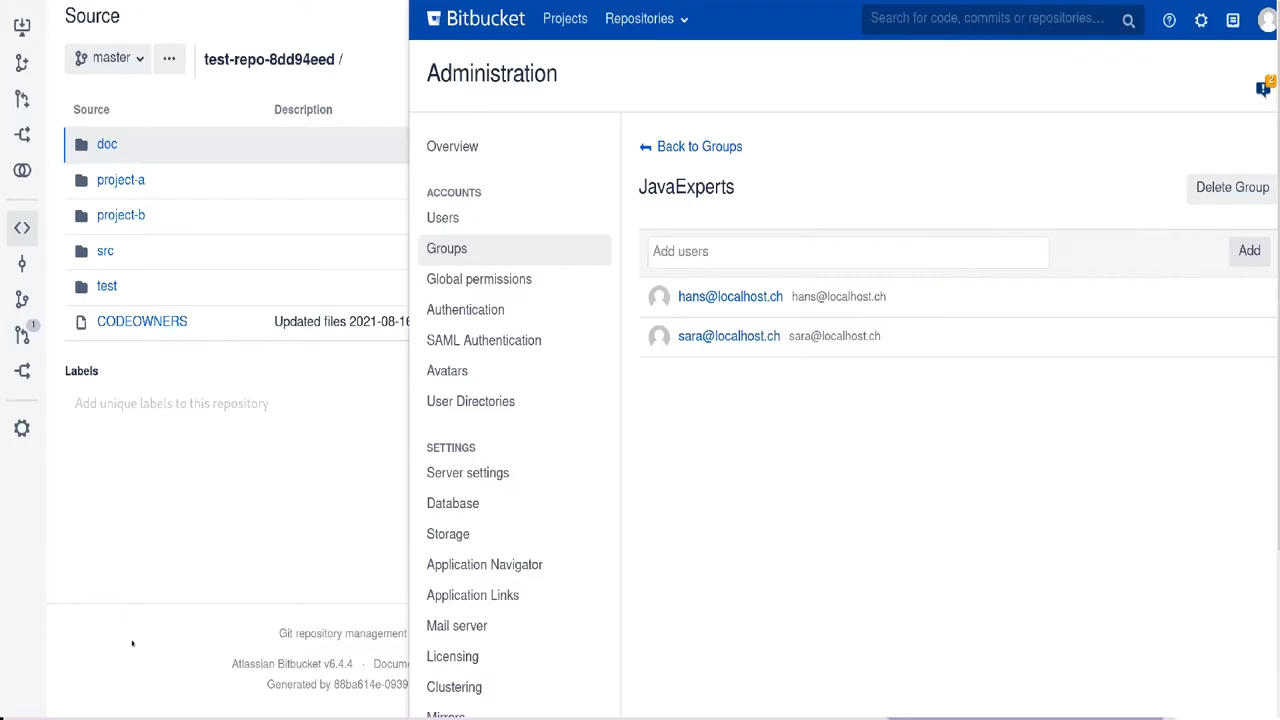 Source
master
test-repo-8dd94eed /
Source Description
doc
project-a
project-b
src
test
CODEOWNERS Updated files 2021-08-16
1
Labels
Add unique labels to this repository
Git repository management
Atlassian Bitbucket v6.4.4 · Docume
Generated by 88ba614e-0939
Bitbucket Projects Repositories Search for code, commits or repositories...
Administration
2
Overview
ACCOUNTS
Users
Groups
Global permissions
Authentication
SAML Authentication
Avatars
User Directories
SETTINGS
Server settings
Database
Storage
Application Navigator
Application Links
Mail server
Licensing
Clustering
Mirrors
Back to Groups
JavaExperts Delete Group
Add users Add
hans@localhost.ch hans@localhost.ch
sara@localhost.ch sara@localhost.ch